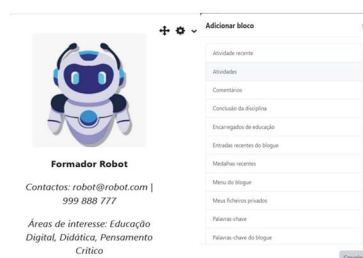 Formador Robot
Contactos: robot@robot.com |
999 888 777
Áreas de interesse: Educação
Digital, Didática, Pensamento
Crítico
Adicionar bloco
Atividade recente
Atividades
Comentários
Conclusão da disciplina
Encarregados de educação
Entradas recentes do blogue
Medalhas recentes
Menu do blogue
Meus ficheiros privados
Palavras-chave
Palavras-chave do blogue